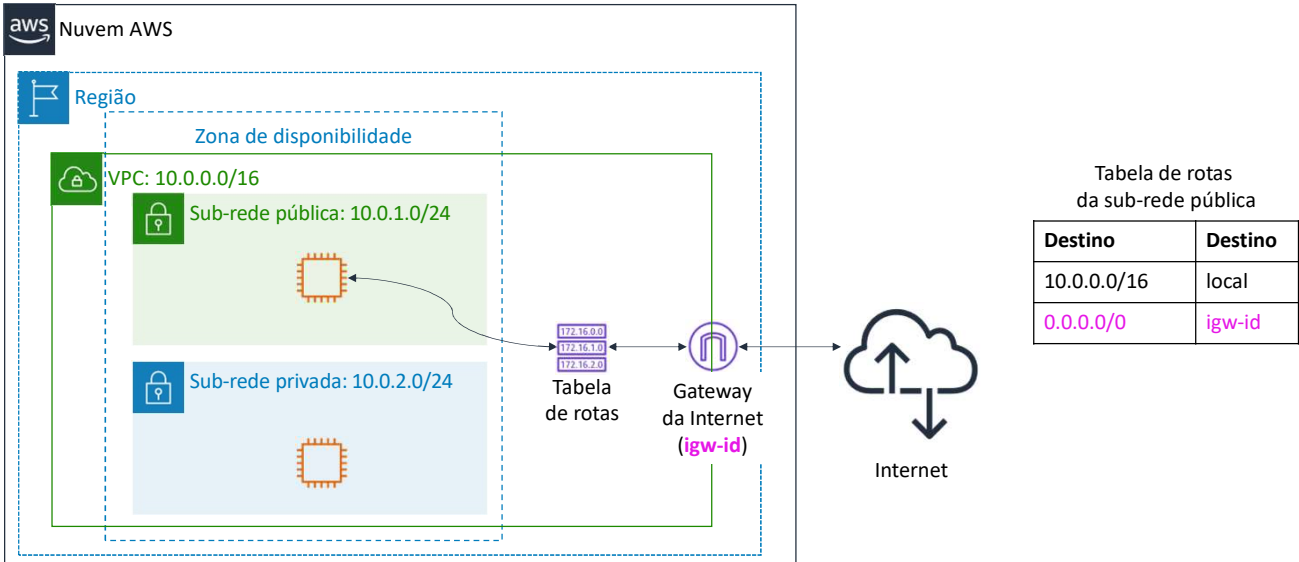 aws
Nuvem AWS
Região
Zona de disponibilidade
VPC: 10.0.0.0/16
Sub-rede pública: 10.0.1.0/24
172.16.0.0
172.16.1.0
172.16.2.0
Tabela
de rotas
Sub-rede privada: 10.0.2.0/24
Gateway
da Internet
(igw-id)
Internet
Tabela de rotas
da sub-rede pública
Destino Destino
10.0.0.0/16 local
0.0.0.0/0 igw-id